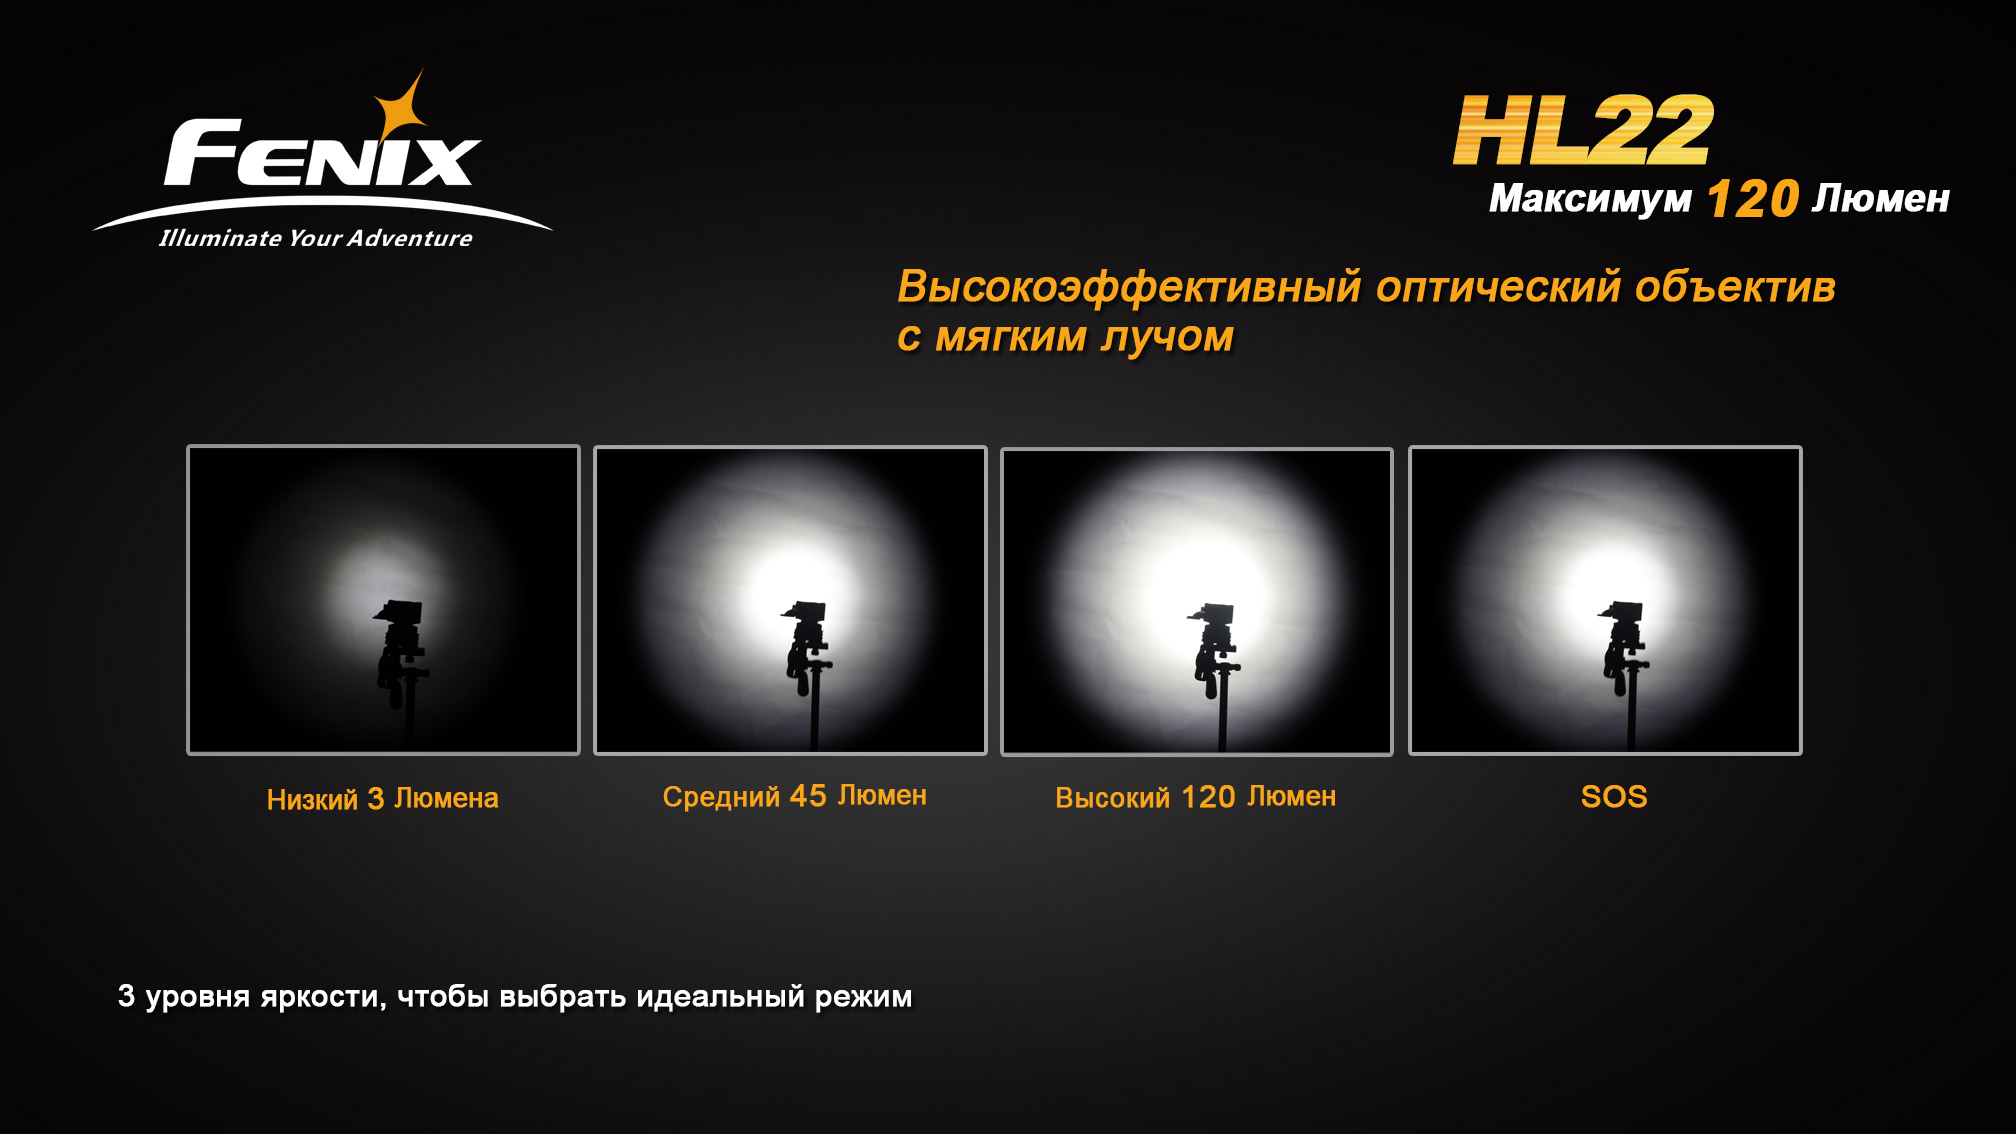 FENIX
Illuminate Your Adventure
HL22
Максимум 120 Люмен
Высокоэффективный оптический объектив
с мягким лучом
Низкий 3 Люмена
Средний 45 Люмен
Высокий 120 Люмен
SOS
3 уровня яркости, чтобы выбрать идеальный режим